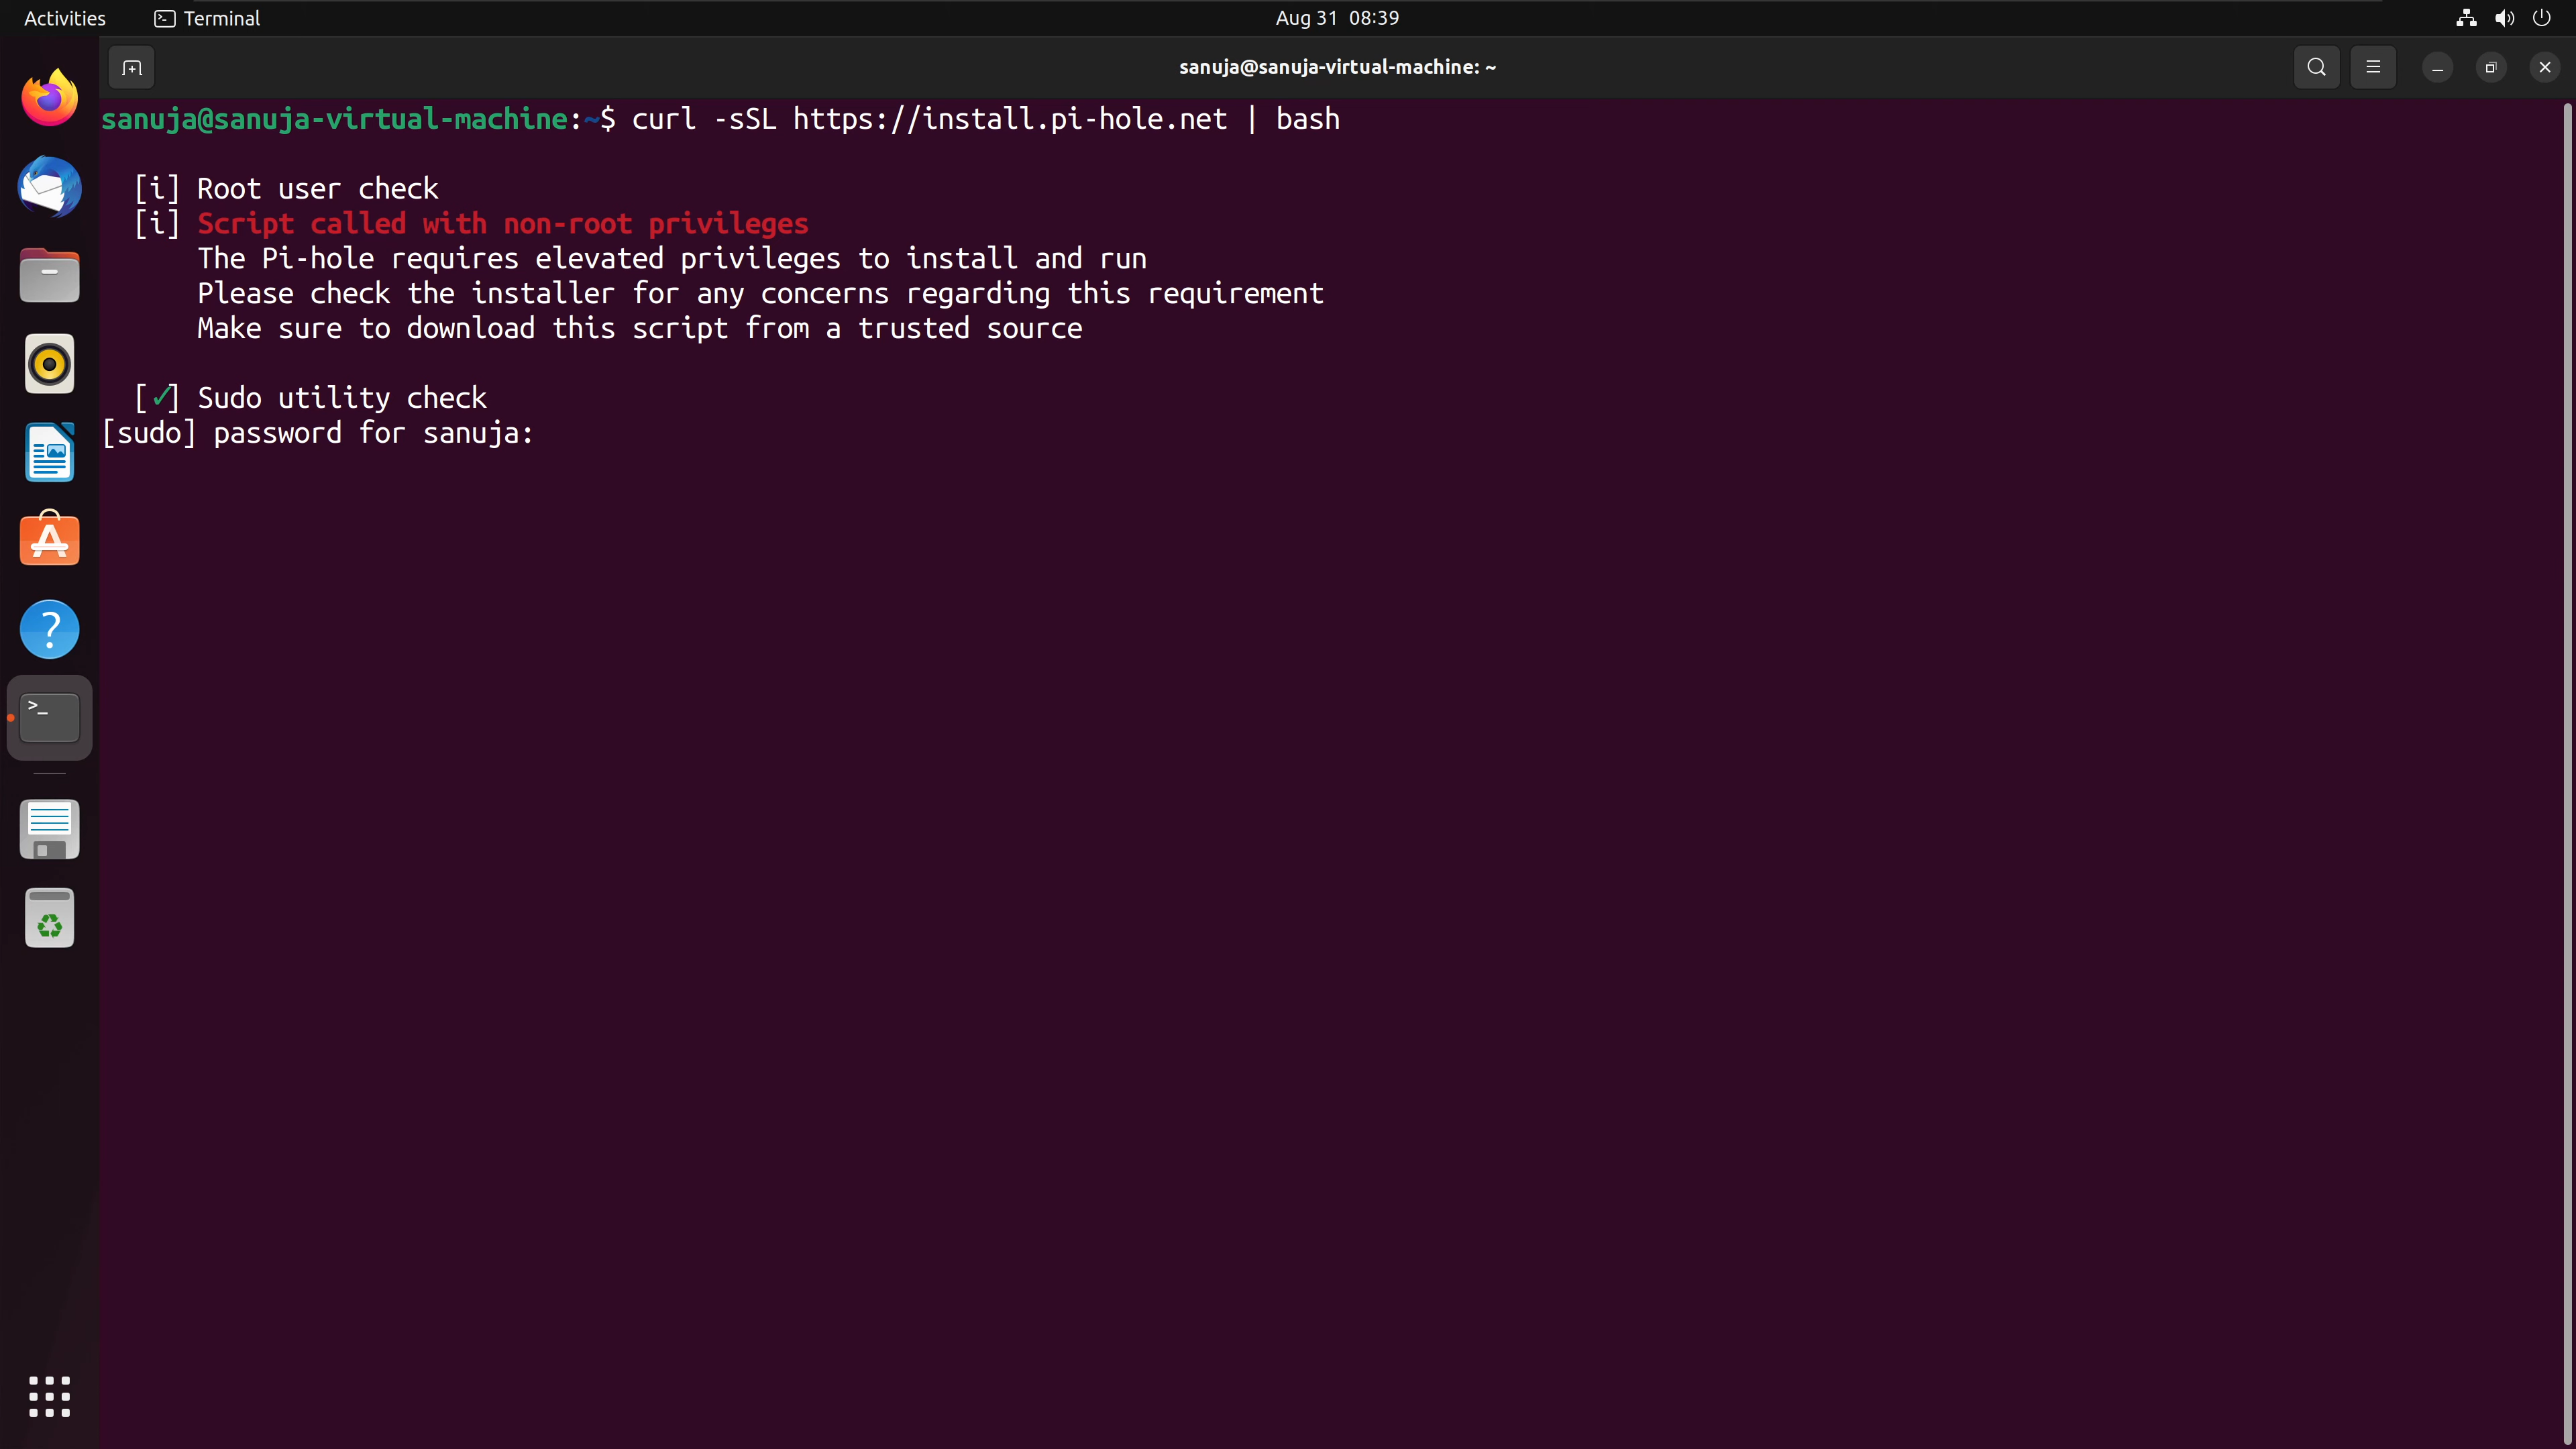 Activities
Terminal
Aug 31 08:39
sanuja@sanuja-virtual-machine: ~
sanuja@sanuja-virtual-machine:~$ curl -sSL https://install.pi-hole.net | bash
[i] Root user check
[i] Script called with non-root privileges
The Pi-hole requires elevated privileges to install and run
Please check the installer for any concerns regarding this requirement
Make sure to download this script from a trusted source
[✓] Sudo utility check
[sudo] password for sanuja: